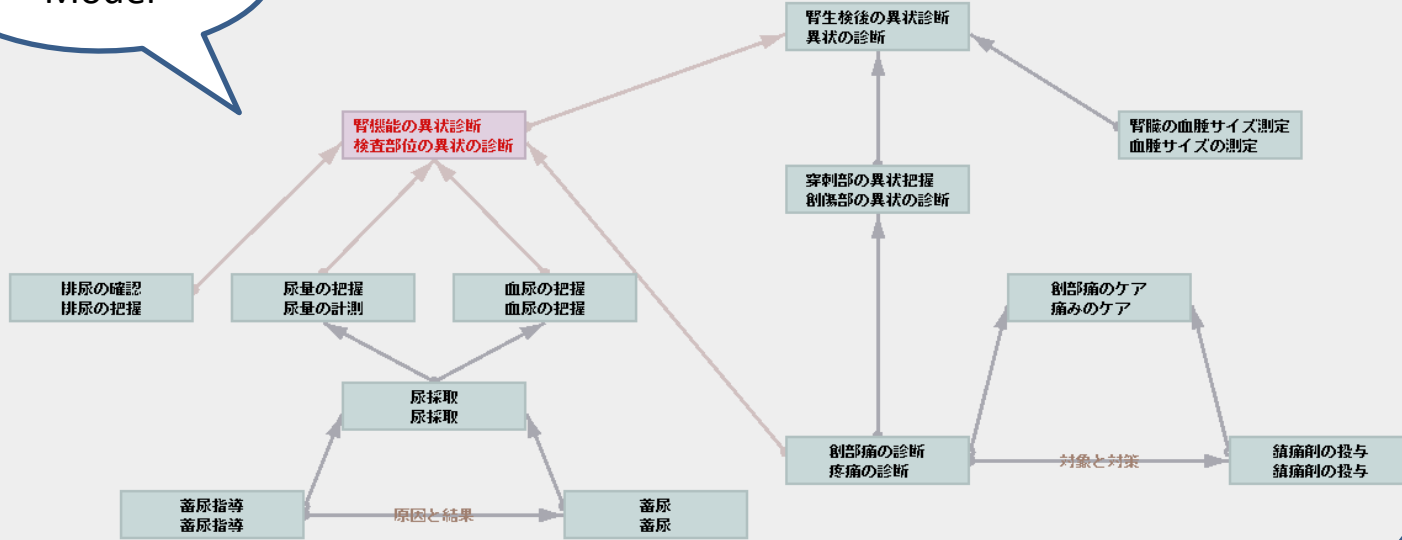 Model
腎生検後の異状診断
異状の診断
腎機能の異状診断
検査部位の異状の診断
腎臓の血腫サイズ測定
血腫サイズの測定
穿刺部の異状把握
創傷部の異状の診断
排尿の確認
排尿の把握
尿量の把握
尿量の計測
血尿の把握
血尿の把握
創部痛のケア
痛みのケア
尿採取
尿採取
創部痛の診断
疼痛の診断
対象と対策
鎮痛剤の投与
鎮痛剤の投与
蓄尿指導
蓄尿指導
原因と結果
蓄尿
蓄尿